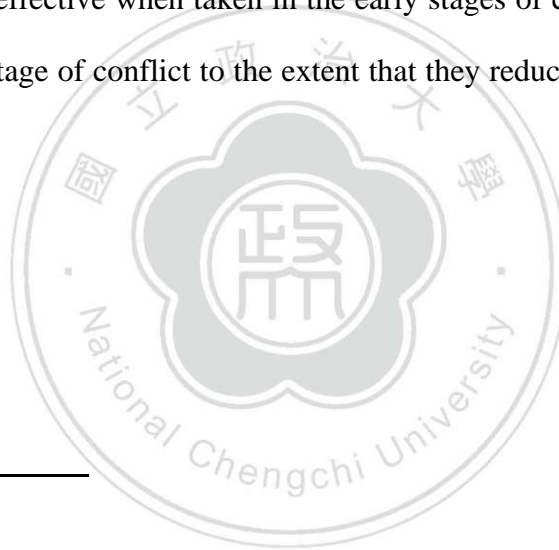 effective when taken in the early stages of
tage of conflict to the extent that they reduc
國立政治大學
政大
National Chengchi University